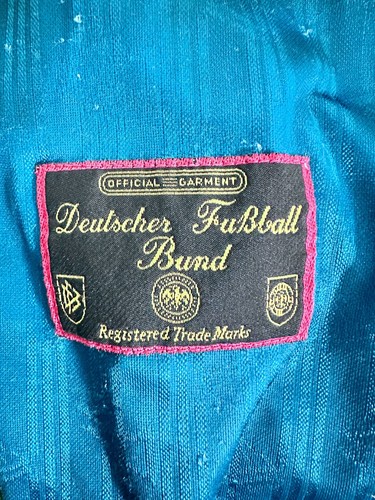 OFFICIAL GARMENT
Deutscher Fußball
Bund
Registered Trade Marks